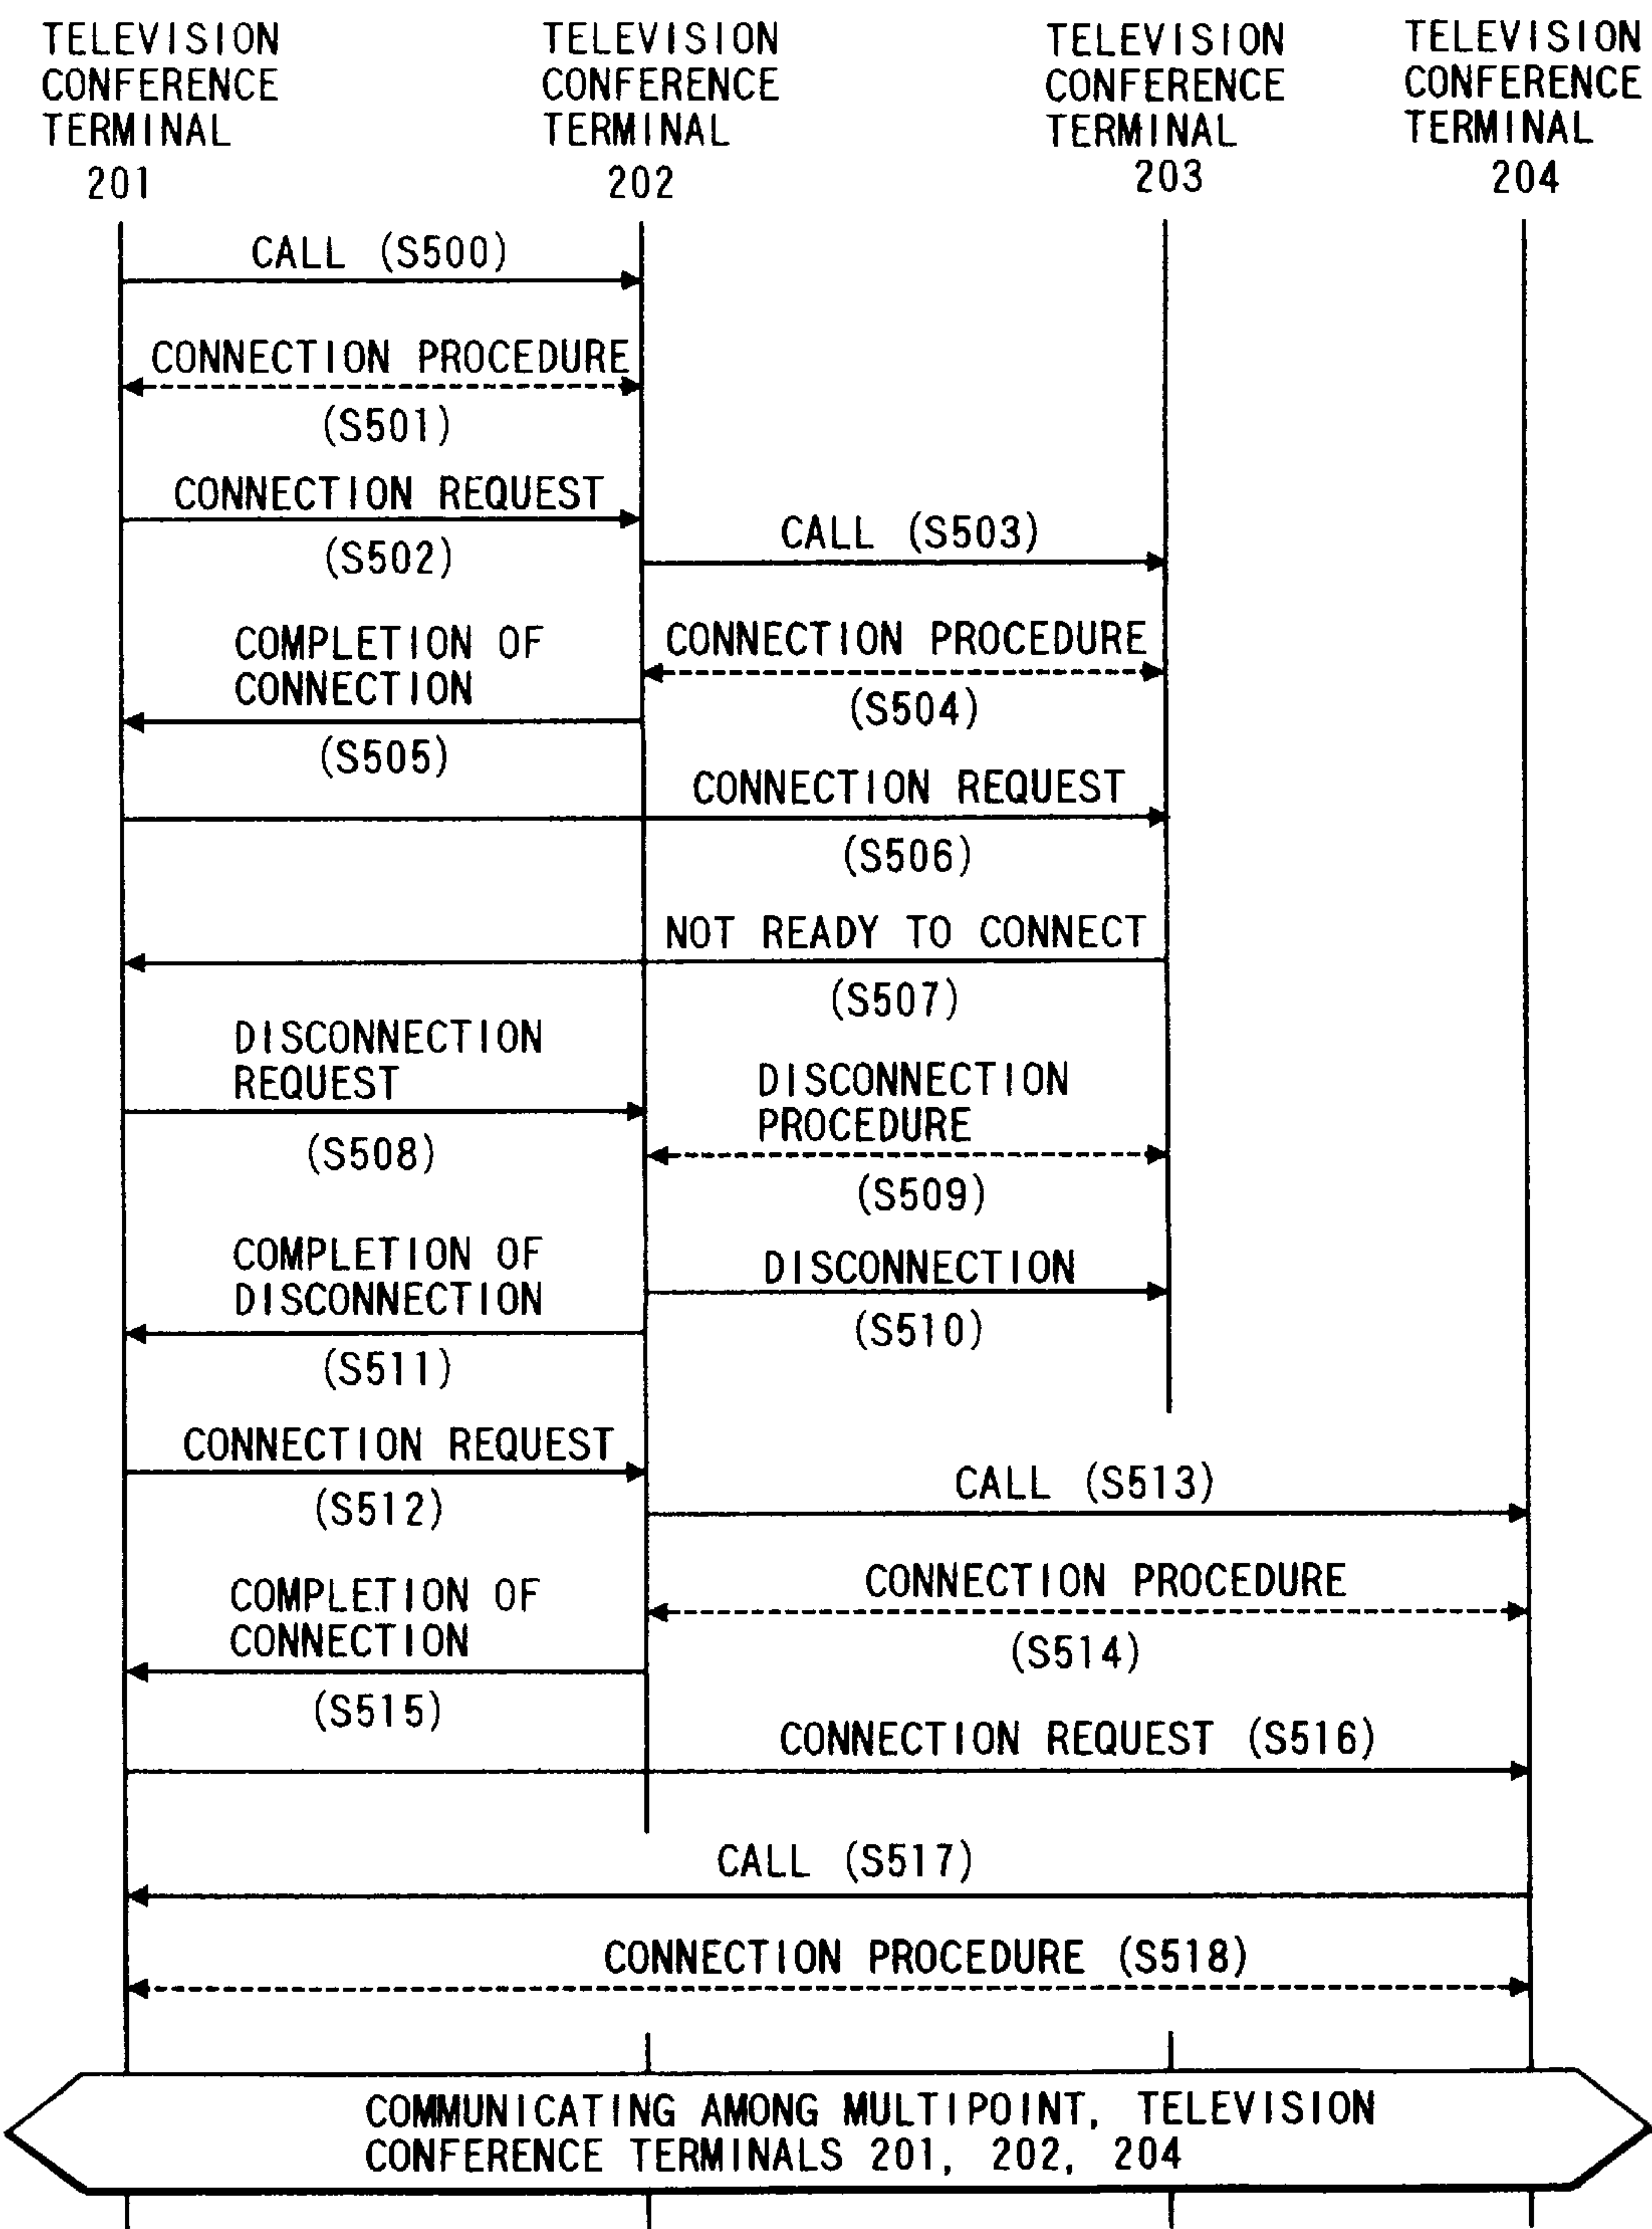 TELEVISION
CONFERENCE
TERMINAL
201
TELEVISION
CONFERENCE
TERMINAL
202
TELEVISION
CONFERENCE
TERMINAL
203
TELEVISION
CONFERENCE
TERMINAL
204
CALL (S500)
CONNECTION PROCEDURE
(S501)
CONNECTION REQUEST
(S502)
CALL (S503)
COMPLETION OF
CONNECTION
(S505)
CONNECTION PROCEDURE
(S504)
CONNECTION REQUEST
(S506)
NOT READY TO CONNECT
(S507)
DISCONNECTION
REQUEST
(S508)
DISCONNECTION
PROCEDURE
(S509)
COMPLETION OF
DISCONNECTION
(S511)
DISCONNECTION
(S510)
CONNECTION REQUEST
(S512)
CALL (S513)
COMPLETION OF
CONNECTION
(S515)
CONNECTION PROCEDURE
(S514)
CONNECTION REQUEST (S516)
CALL (S517)
CONNECTION PROCEDURE (S518)
COMMUNICATING AMONG MULTIPOINT, TELEVISION
CONFERENCE TERMINALS 201, 202, 204